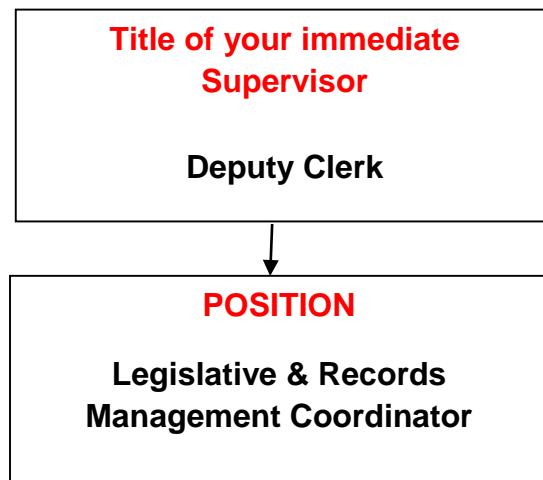 Title of your immediate
Supervisor
Deputy Clerk
POSITION
Legislative & Records
Management Coordinator